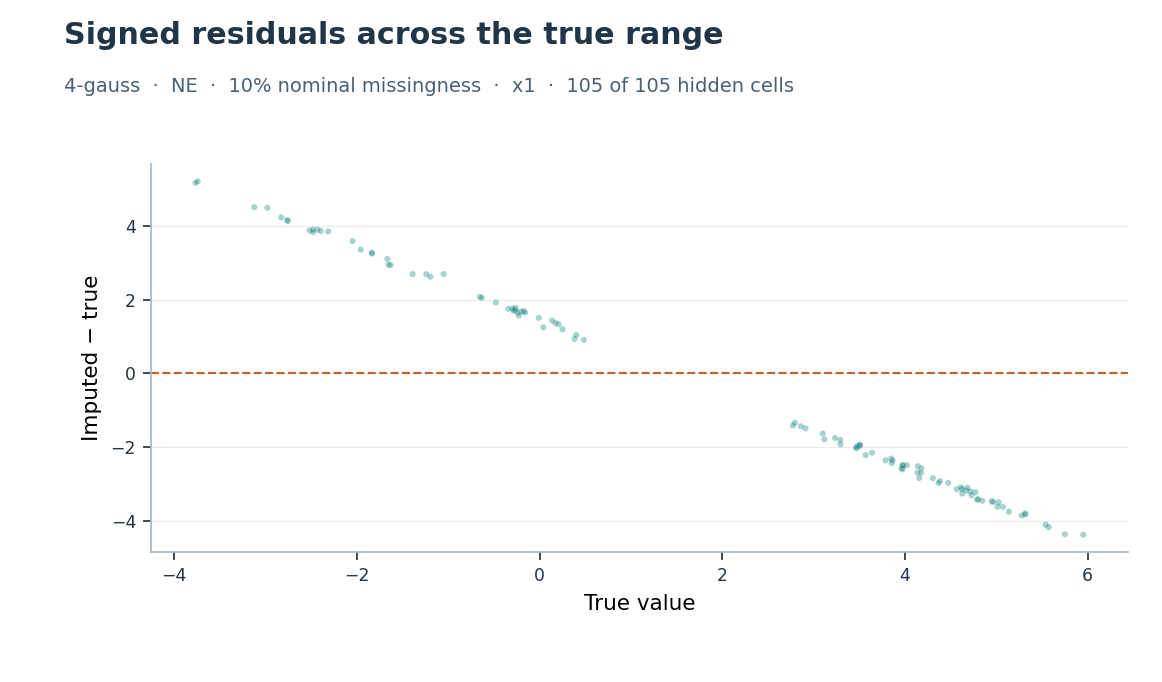 Signed residuals across the true range
4-gauss · NE · 10% nominal missingness · x1 · 105 of 105 hidden cells
Imputed − true
4
2
0
−2
−4
−4
−2
0
2
4
6
True value